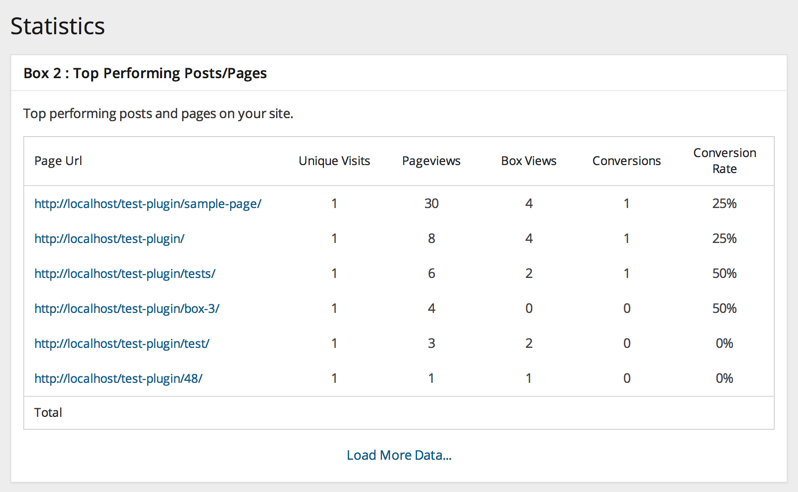 Statistics
Box 2 : Top Performing Posts/Pages
Top performing posts and pages on your site.
Page Url Unique Visits Pageviews Box Views Conversions Conversion Rate
http://localhost/test-plugin/sample-page/ 1 30 4 1 25%
http://localhost/test-plugin/ 1 8 4 1 25%
http://localhost/test-plugin/tests/ 1 6 2 1 50%
http://localhost/test-plugin/box-3/ 1 4 0 0 50%
http://localhost/test-plugin/test/ 1 3 2 0 0%
http://localhost/test-plugin/48/ 1 1 1 0 0%
Total
Load More Data...